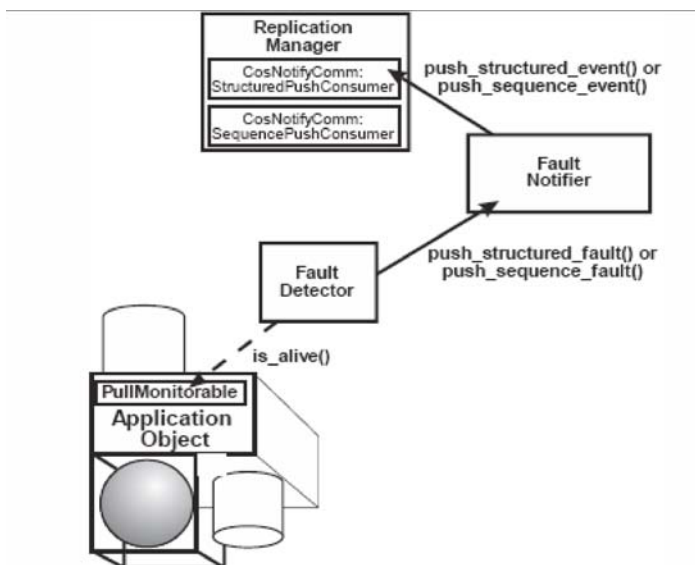 Replication
Manager
CosNotifyComm:
StructuredPushConsumer
CosNotifyComm:
SequencePushConsumer
push_structured_event() or
push_sequence_event()
Fault
Notifier
push_structured_fault() or
push_sequence_fault()
Fault
Detector
is_alive()
PullMonitorable
Application
Object